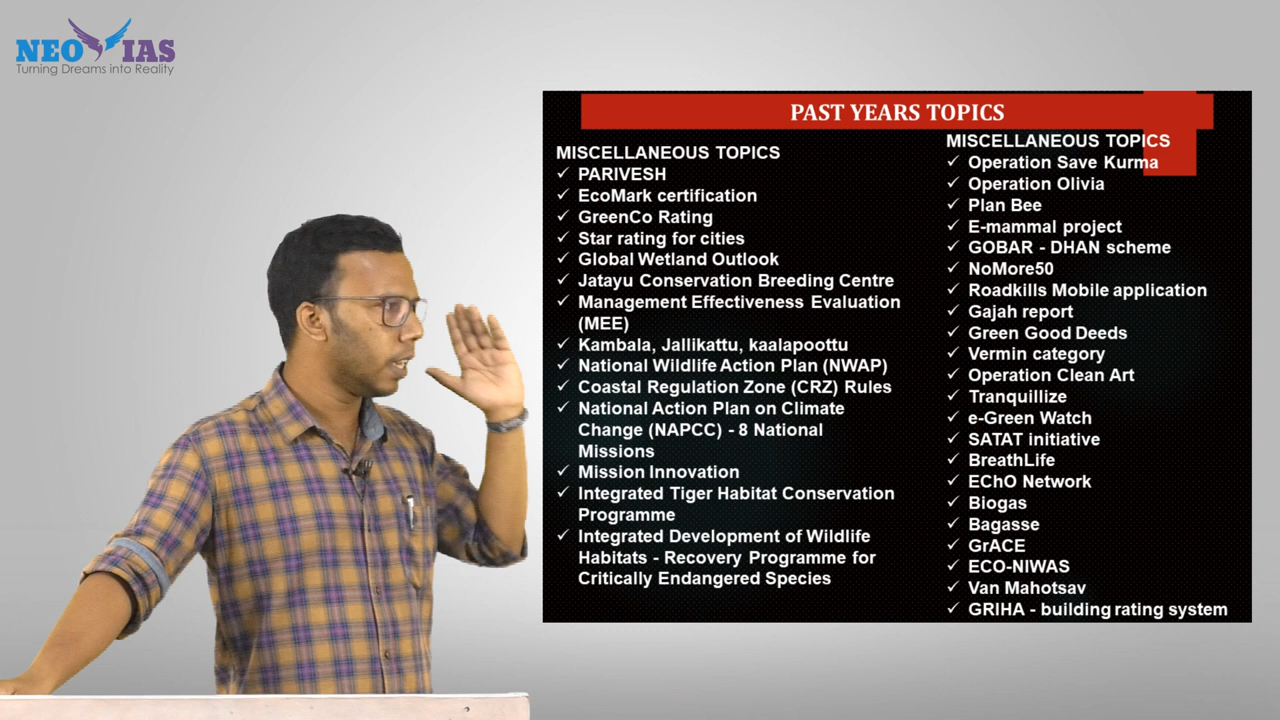 NEO IAS
Turning Dreams into Reality
PAST YEARS TOPICS
MISCELLANEOUS TOPICS
✓ PARIVESH
✓ EcoMark certification
✓ GreenCo Rating
✓ Star rating for cities
✓ Global Wetland Outlook
✓ Jatayu Conservation Breeding Centre
✓ Management Effectiveness Evaluation
(MEE)
✓ Kambala, Jallikattu, kaalapoottu
✓ National Wildlife Action Plan (NWAP)
✓ Coastal Regulation Zone (CRZ) Rules
✓ National Action Plan on Climate
Change (NAPCC) - 8 National
Missions
✓ Mission Innovation
✓ Integrated Tiger Habitat Conservation
Programme
✓ Integrated Development of Wildlife
Habitats - Recovery Programme for
Critically Endangered Species
MISCELLANEOUS TOPICS
✓ Operation Save Kurma
✓ Operation Olivia
✓ Plan Bee
✓ E-mammal project
✓ GOBAR - DHAN scheme
✓ NoMore50
✓ Roadkills Mobile application
✓ Gajah report
✓ Green Good Deeds
✓ Vermin category
✓ Operation Clean Art
✓ Tranquillize
✓ e-Green Watch
✓ SATAT initiative
✓ BreathLife
✓ EChO Network
✓ Biogas
✓ Bagasse
✓ GrACE
✓ ECO-NIWAS
✓ Van Mahotsav
✓ GRIHA - building rating system